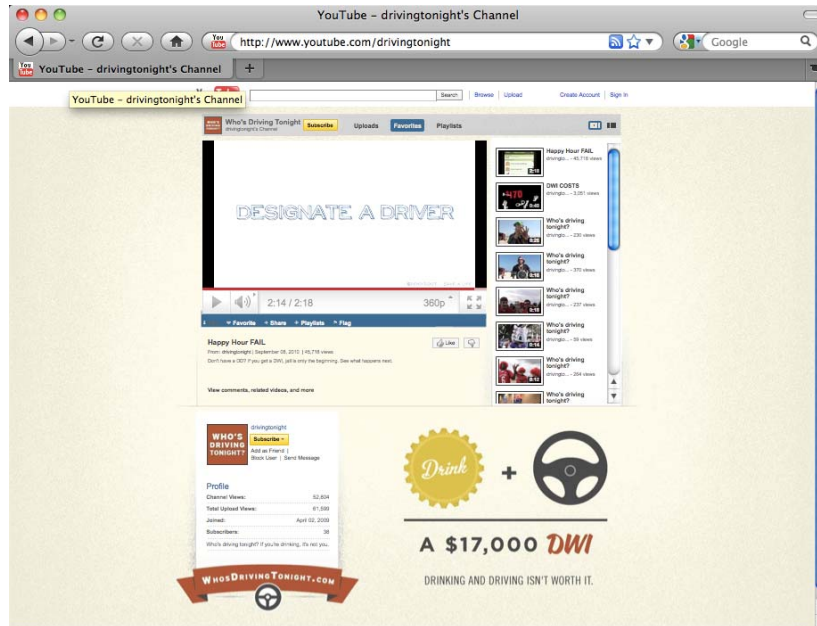 YouTube – drivingtonight's Channel
http://www.youtube.com/drivingtonight
Google
YouTube – drivingtonight's Channel
YouTube – drivingtonight's Channel
Search Browse Upload Create Account Sign In
Who's Driving Tonight Subscribe Uploads Favorites Playlists
drivingtonight's Channel
DESIGNATE A DRIVER
2:14 / 2:18 360p
Favorite Share Playlists Flag
Happy Hour FAIL
From: drivingtonight | September 08, 2010 | 45,718 views
Don't have a DD? If you get a DWI, jail is only the beginning. See what happens next.
Like
View comments, related videos, and more
Happy Hour FAIL
drivingto... - 45,718 views
DWI COSTS
Who's driving tonight?
Who's driving tonight?
Who's driving tonight?
Who's driving tonight?
Who's driving tonight?
Who's driving tonight?
WHO'S DRIVING TONIGHT?
drivingtonight
Subscribe
Add as Friend |
Block User | Send Message
Profile
Channel Views: 52,604
Total Upload Views:
Joined: April 02, 2009
Subscribers: 38
Who's driving tonight? If you're drinking, it's not you.
WHOSDRIVINGTONIGHT.COM
Drink +
A $17,000 DWI
DRINKING AND DRIVING ISN'T WORTH IT.